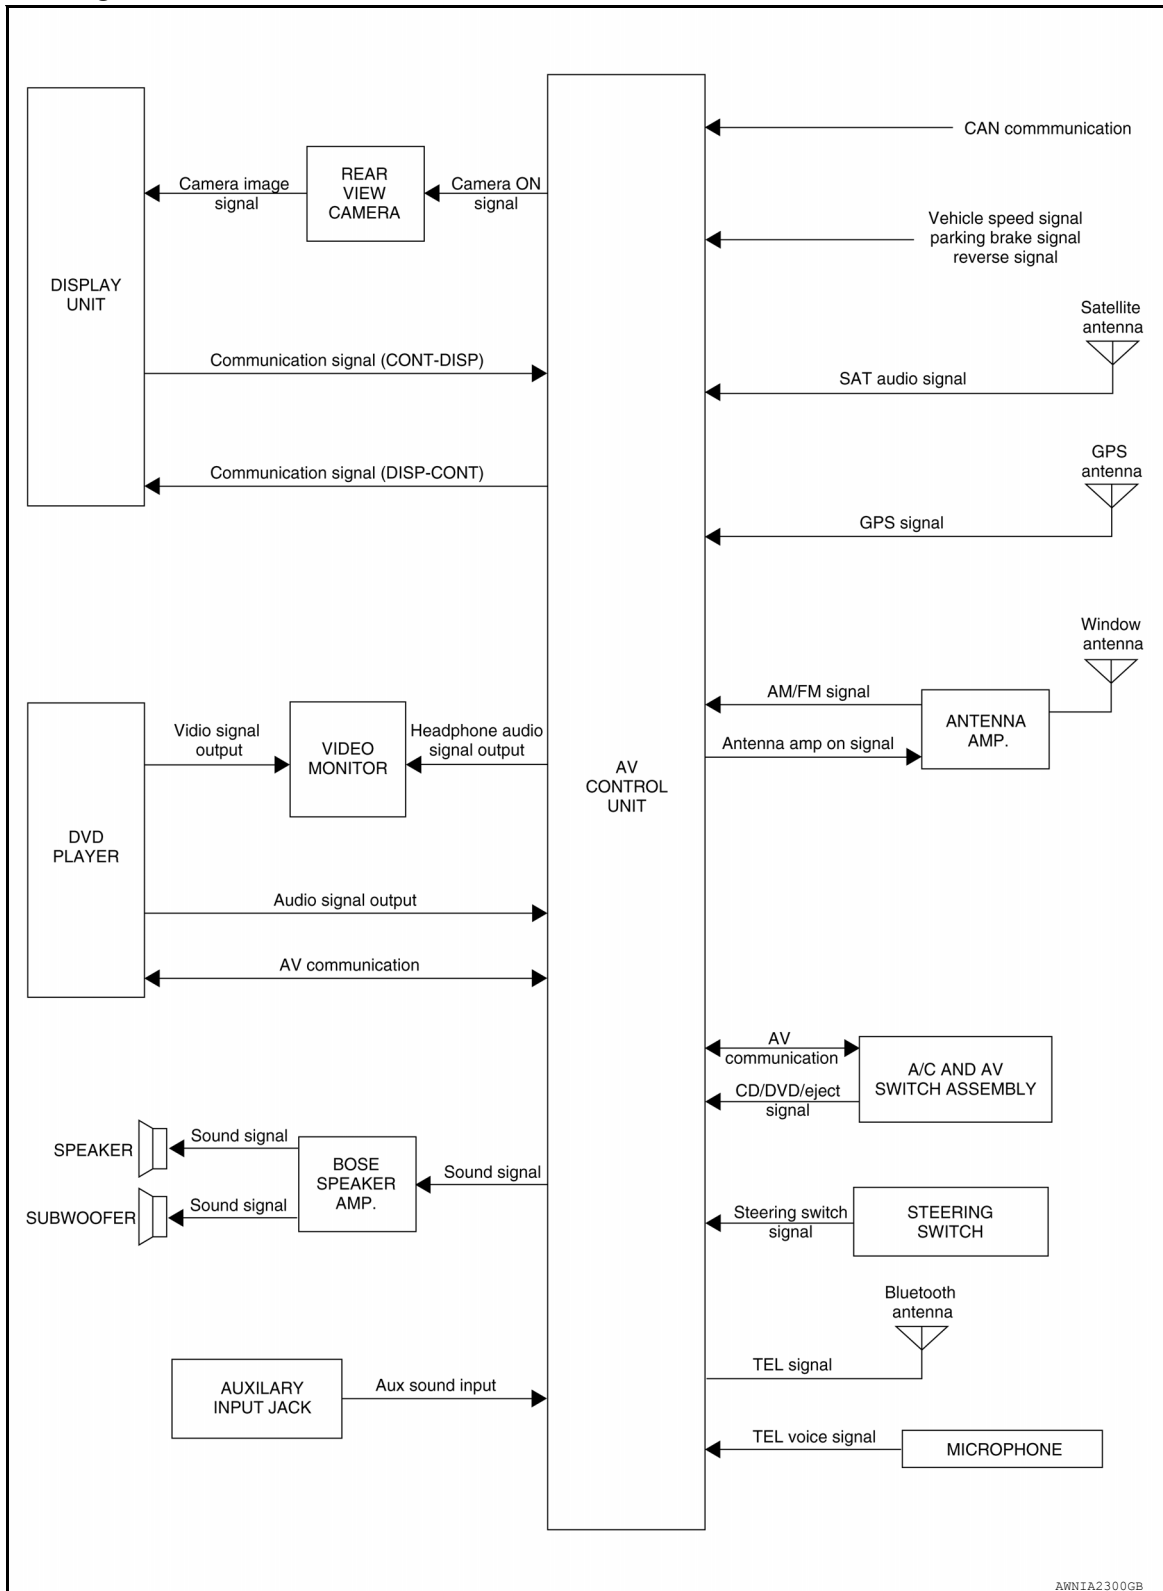 CAN commmunication
REAR
VIEW
CAMERA
Camera image
signal
Camera ON
signal
Vehicle speed signal
parking brake signal
reverse signal
DISPLAY
UNIT
Satellite
antenna
Communication signal (CONT-DISP)
SAT audio signal
GPS
antenna
Communication signal (DISP-CONT)
GPS signal
Window
antenna
AM/FM signal
ANTENNA
AMP.
Antenna amp on signal
Vidio signal
output
VIDEO
MONITOR
Headphone audio
signal output
AV
CONTROL
UNIT
DVD
PLAYER
Audio signal output
AV communication
AV
communication
A/C AND AV
SWITCH ASSEMBLY
CD/DVD/eject
signal
SPEAKER
Sound signal
BOSE
SPEAKER
AMP.
Sound signal
SUBWOOFER
Sound signal
Steering switch
signal
STEERING
SWITCH
Bluetooth
antenna
TEL signal
AUXILARY
INPUT JACK
Aux sound input
TEL voice signal
MICROPHONE
AWNIA2300GB